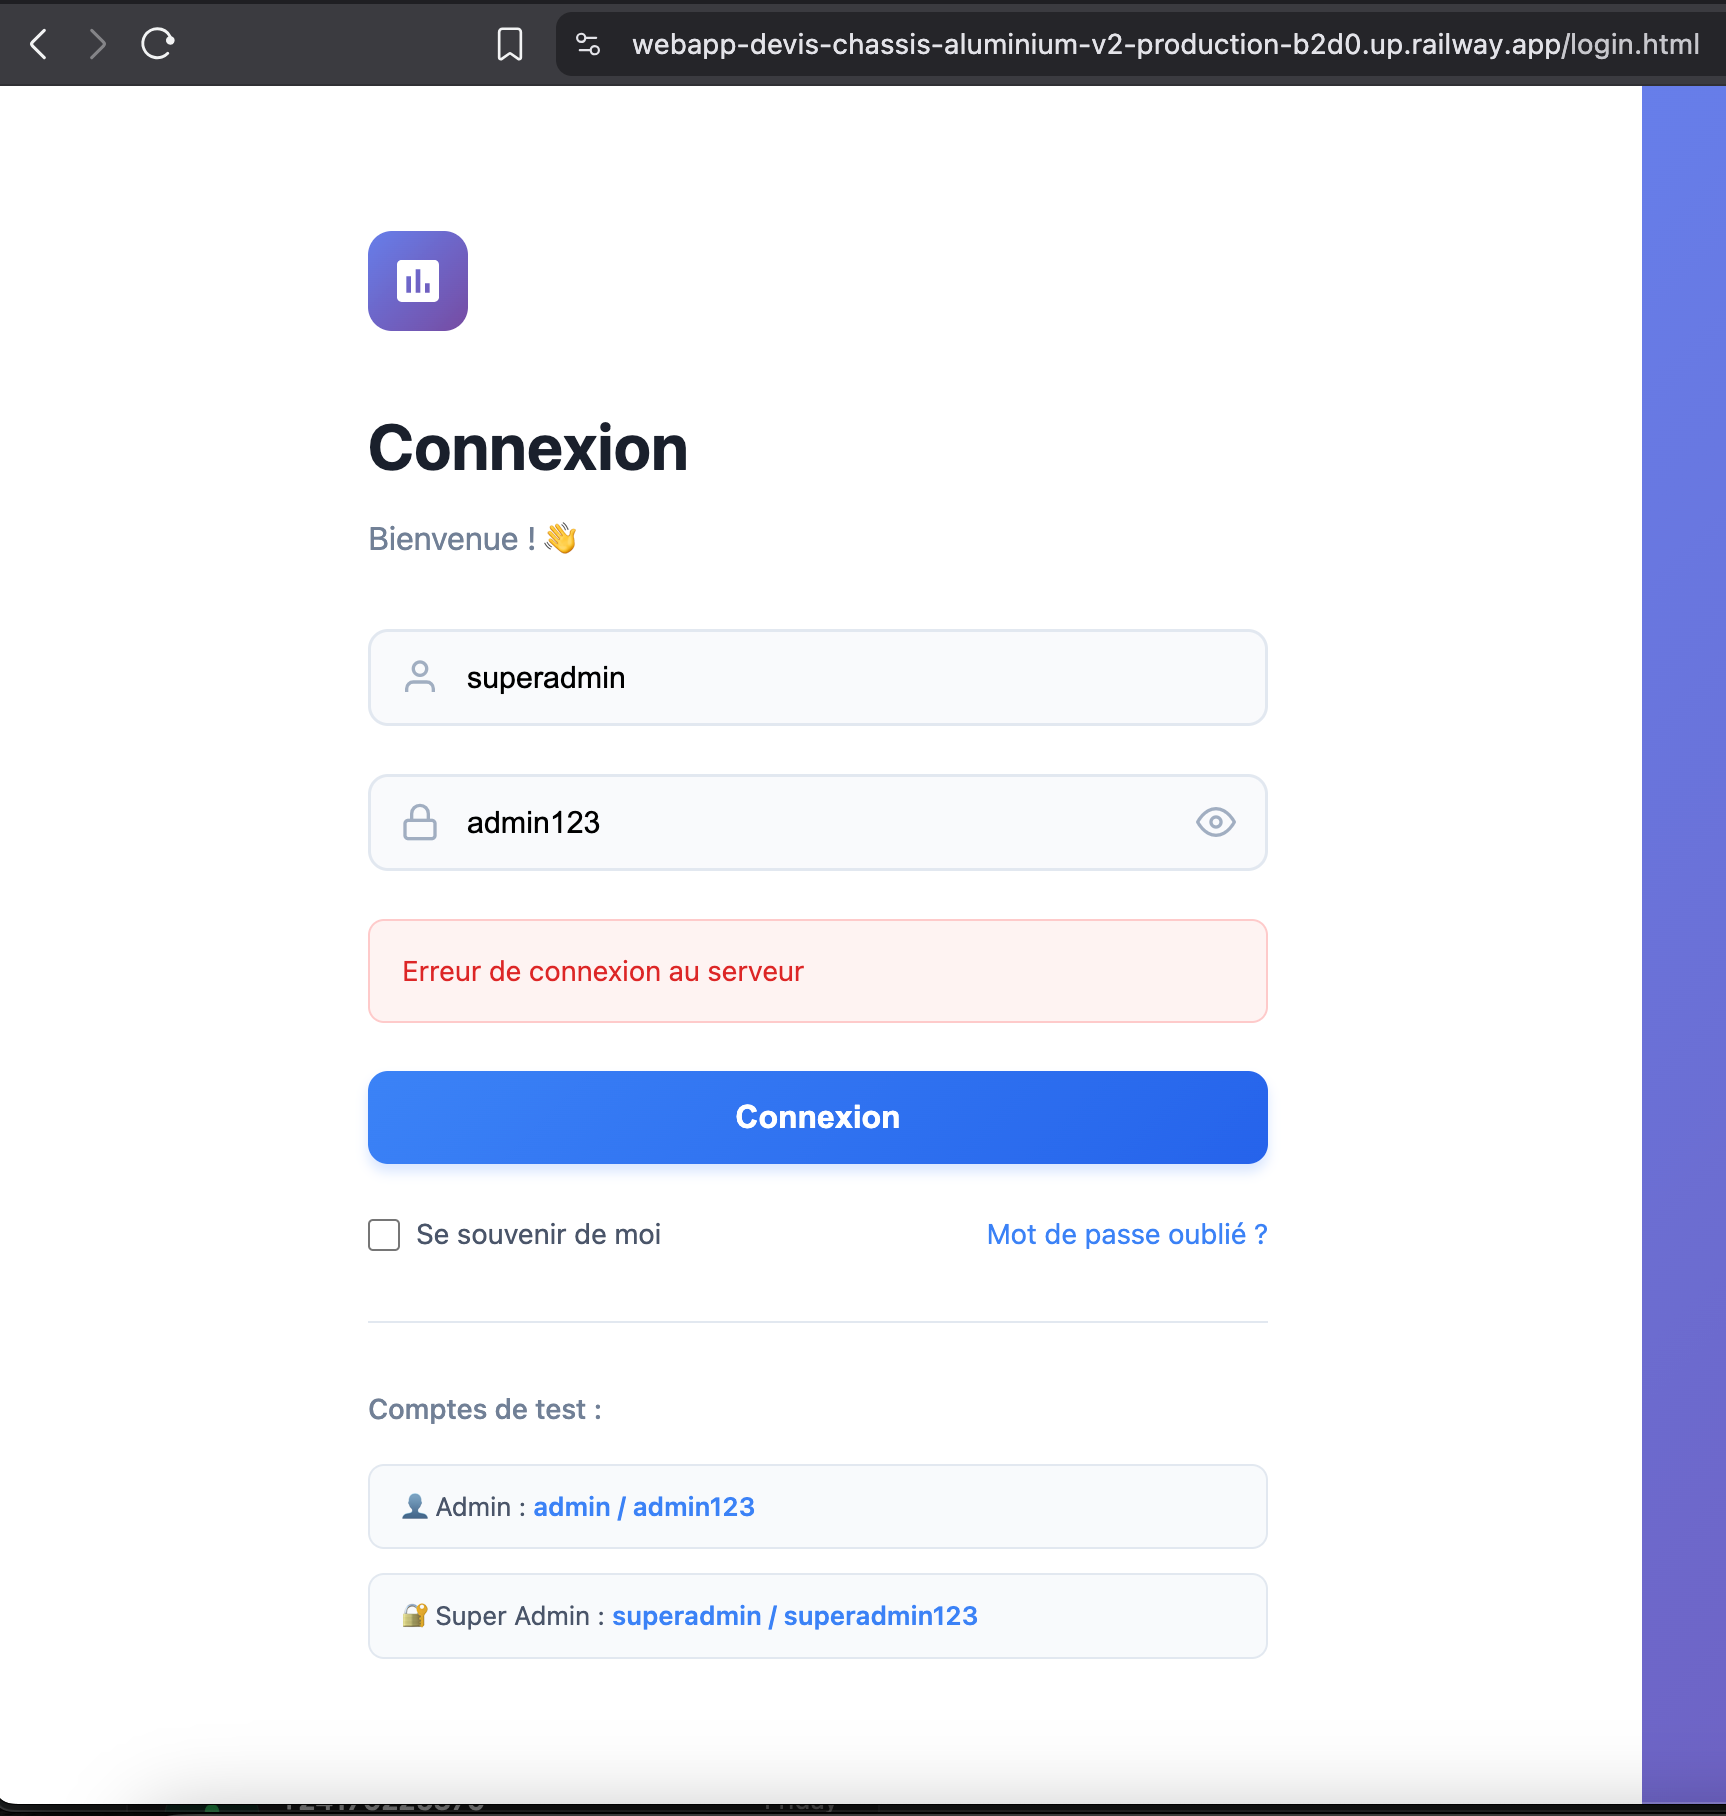 webapp-devis-chassis-aluminium-v2-production-b2d0.up.railway.app/login.html
Connexion
Bienvenue ! 👋
superadmin
admin123
Erreur de connexion au serveur
Connexion
Se souvenir de moi
Mot de passe oublié ?
Comptes de test :
👤 Admin : admin / admin123
🔐 Super Admin : superadmin / superadmin123